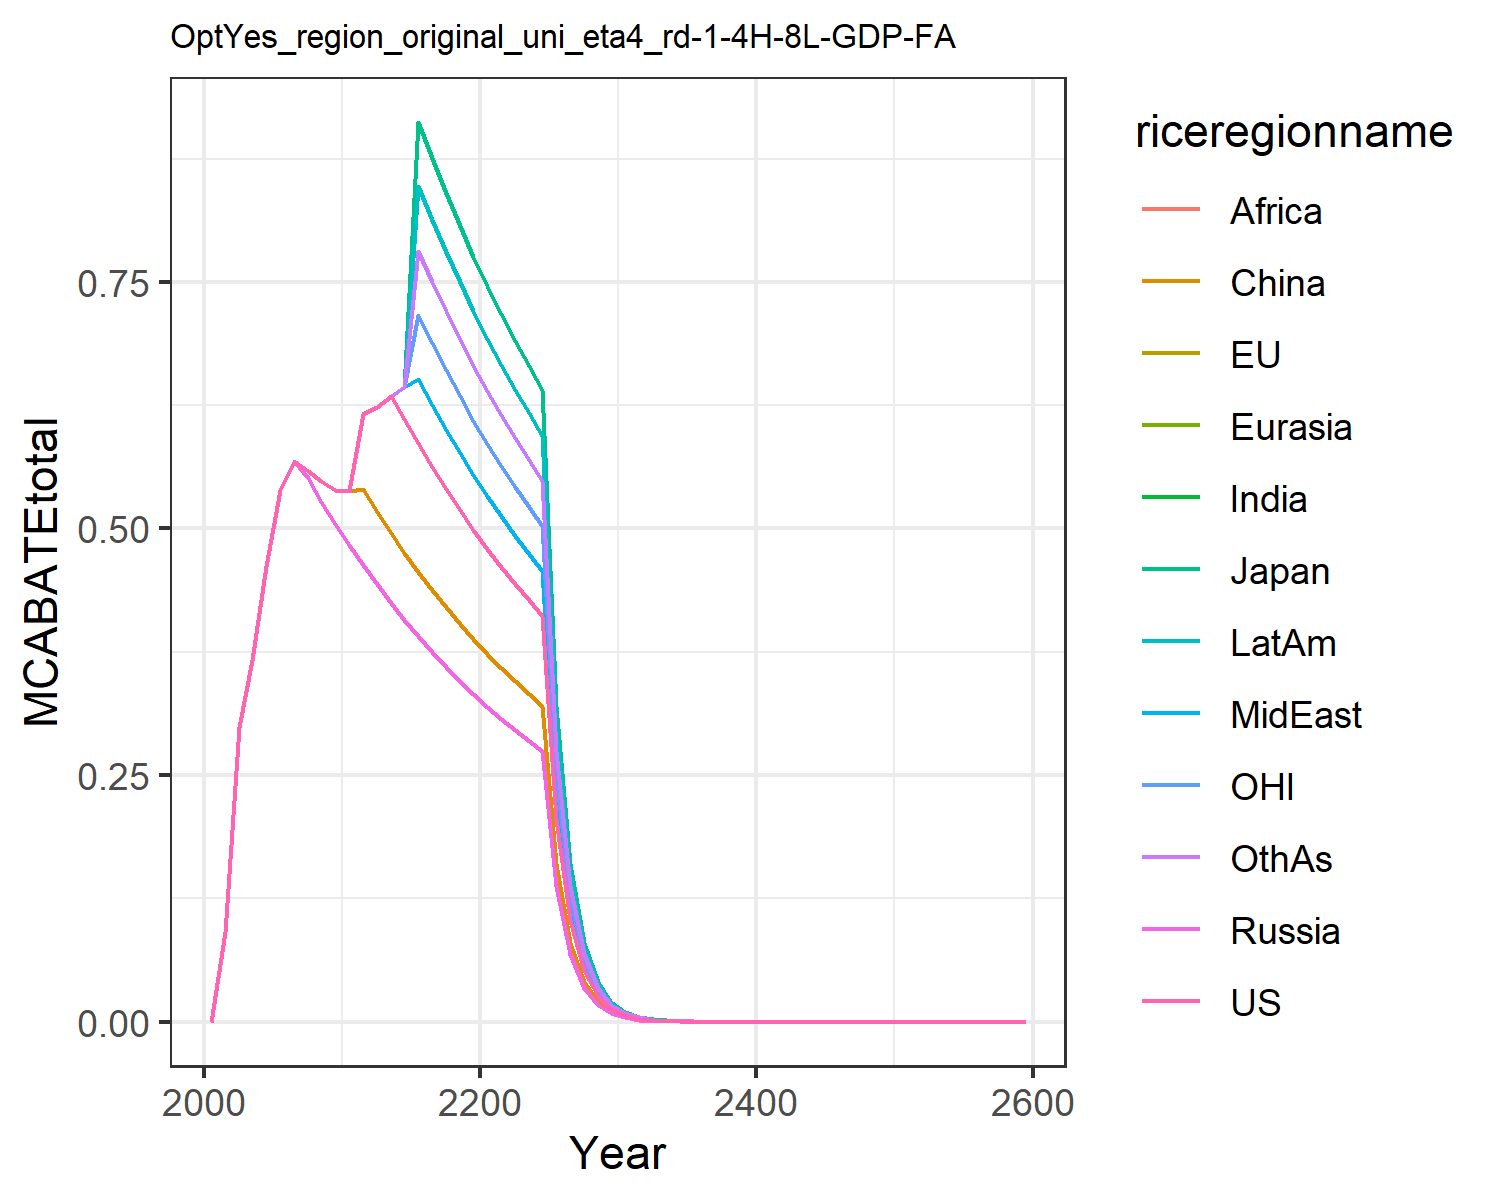 OptYes_region_original_uni_eta4_rd-1-4H-8L-GDP-FA
MCABATEtotal
0.75
0.50
0.25
0.00
2000
2200
2400
2600
Year
riceregionname
Africa
China
EU
Eurasia
India
Japan
LatAm
MidEast
OHI
OthAs
Russia
US